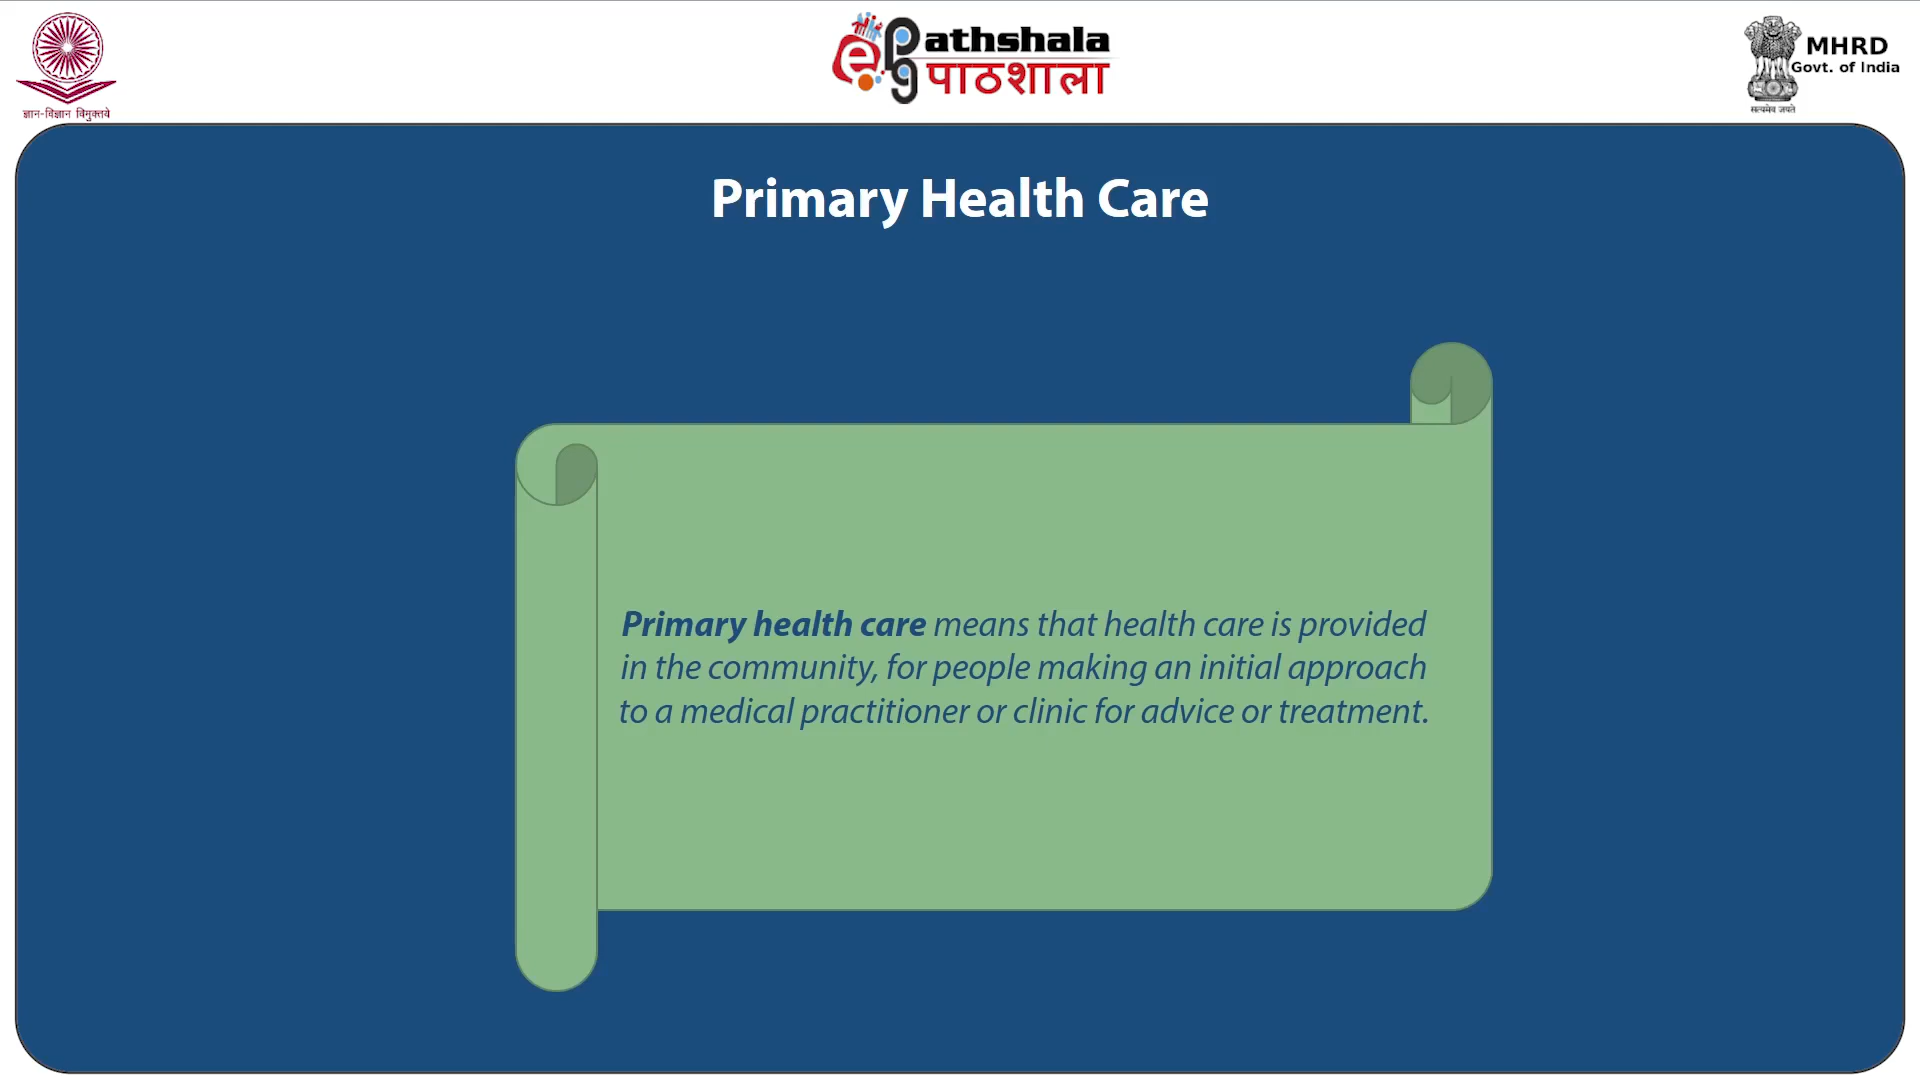 ज्ञान-विज्ञान विमुक्तये
e Pg Pathshala
पाठशाला
MHRD
Govt. of India
सत्यमेव जयते
Primary Health Care
Primary health care means that health care is provided
in the community, for people making an initial approach
to a medical practitioner or clinic for advice or treatment.